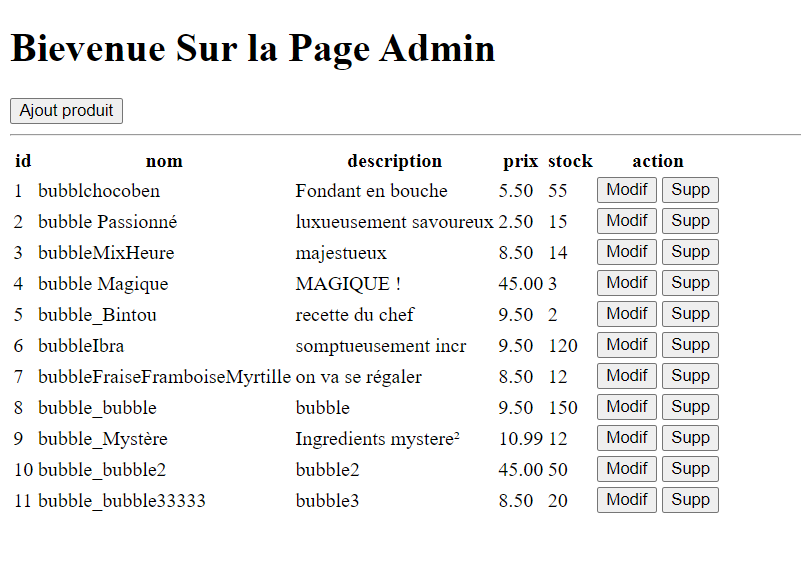 Bievenue Sur la Page Admin
Ajout produit
id nom description prix stock action
1 bubblchocoben Fondant en bouche 5.50 55 Modif Supp
2 bubble Passionné luxueusement savoureux 2.50 15 Modif Supp
3 bubbleMixHeure majestueux 8.50 14 Modif Supp
4 bubble Magique MAGIQUE ! 45.00 3 Modif Supp
5 bubble_Bintou recette du chef 9.50 2 Modif Supp
6 bubbleIbra somptueusement incr 9.50 120 Modif Supp
7 bubbleFraiseFramboiseMyrtille on va se régaler 8.50 12 Modif Supp
8 bubble_bubble bubble 9.50 150 Modif Supp
9 bubble_Mystère Ingredients mystere² 10.99 12 Modif Supp
10 bubble_bubble2 bubble2 45.00 50 Modif Supp
11 bubble_bubble33333 bubble3 8.50 20 Modif Supp